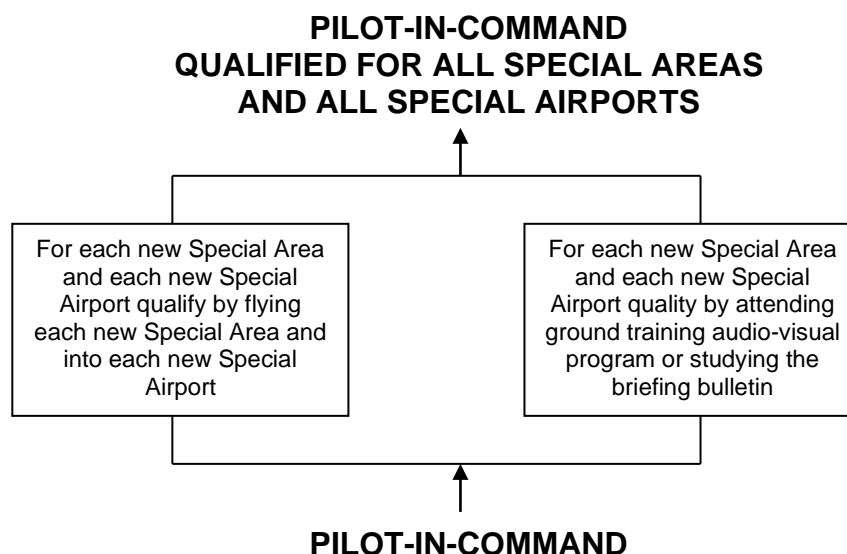 PILOT-IN-COMMAND
QUALIFIED FOR ALL SPECIAL AREAS
AND ALL SPECIAL AIRPORTS
For each new Special Area
and each new Special
Airport qualify by flying
each new Special Area and
into each new Special
Airport
For each new Special Area
and each new Special
Airport quality by attending
ground training audio-visual
program or studying the
briefing bulletin
PILOT-IN-COMMAND